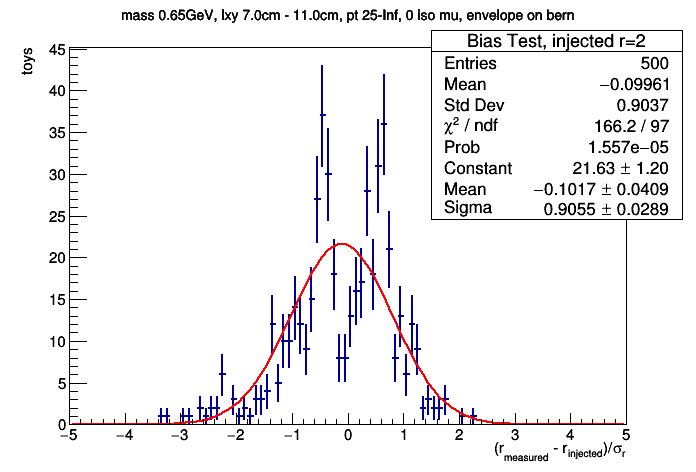 mass 0.65GeV, lxy 7.0cm - 11.0cm, pt 25-Inf, 0 iso mu, envelope on bern
Bias Test, injected r=2
Entries 500
Mean −0.09961
Std Dev 0.9037
χ² / ndf 166.2 / 97
Prob 1.557e−05
Constant 21.63 ± 1.20
Mean −0.1017 ± 0.0409
Sigma 0.9055 ± 0.0289
toys
45
40
35
30
25
20
15
10
5
0
−5 −4 −3 −2 −1 0 1 2 3 4 5
(r_measured - r_injected)/σ_r